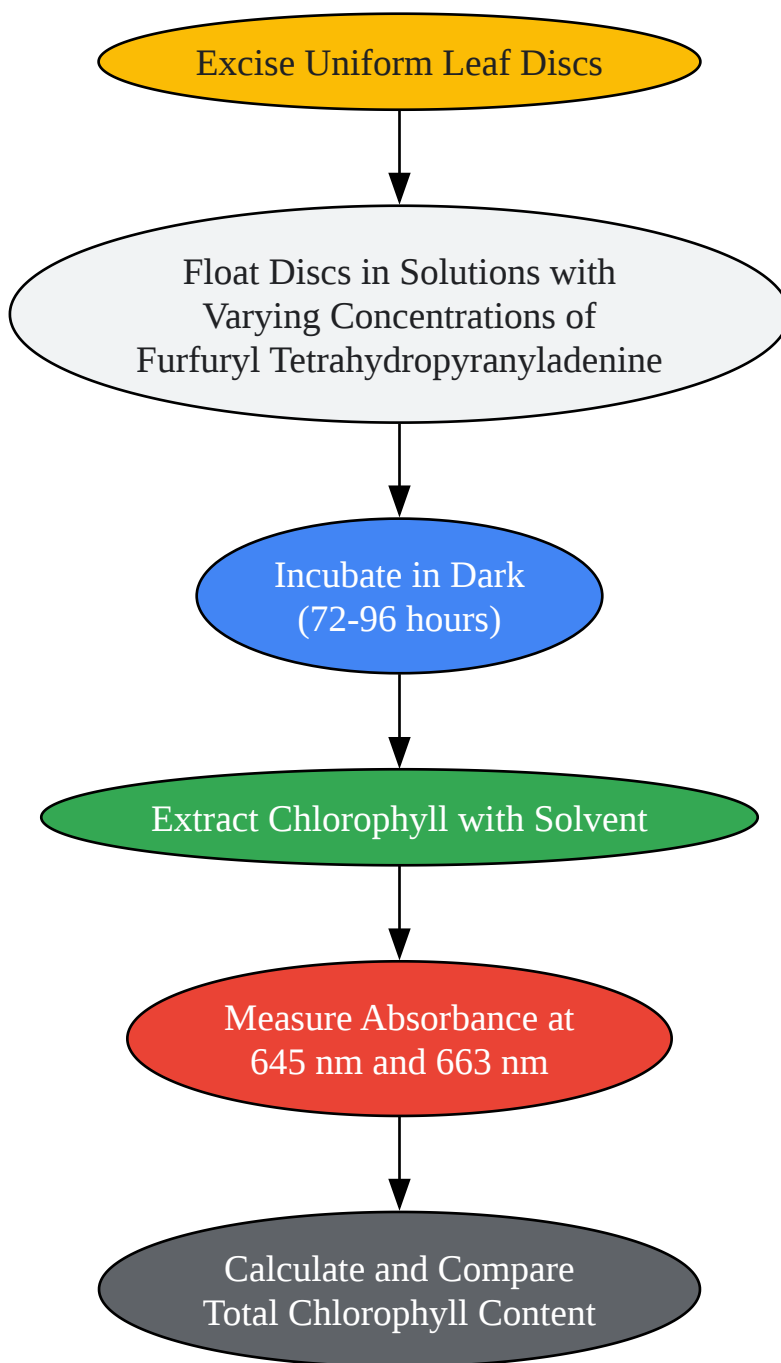 Excise Uniform Leaf Discs
Float Discs in Solutions with
Varying Concentrations of
Furfuryl Tetrahydropyranyladenine
Incubate in Dark
(72-96 hours)
Extract Chlorophyll with Solvent
Measure Absorbance at
645 nm and 663 nm
Calculate and Compare
Total Chlorophyll Content